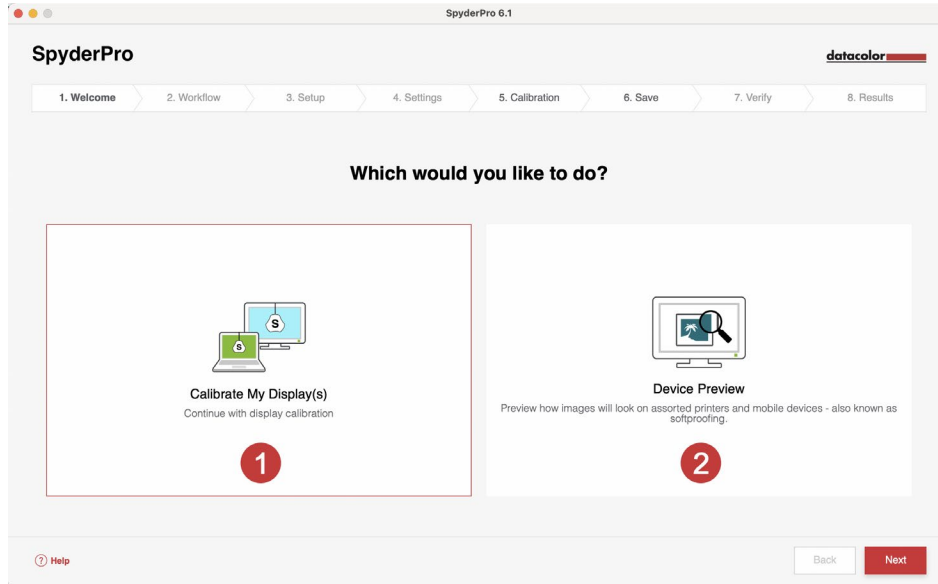 SpyderPro 6.1
SpyderPro
datacolor
1. Welcome
2. Workflow
3. Setup
4. Settings
5. Calibration
6. Save
7. Verify
8. Results
Which would you like to do?
S
S
Calibrate My Display(s)
Continue with display calibration
1
Device Preview
Preview how images will look on assorted printers and mobile devices - also known as
softproofing.
2
? Help
Back
Next